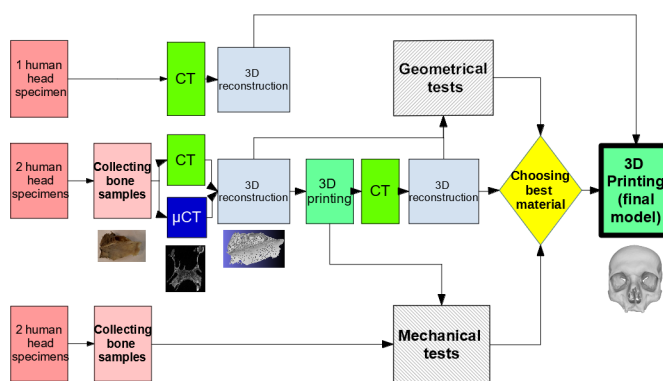 1 human
head
specimen
CT
3D
reconstruction
Geometrical
tests
2 human
head
specimens
Collecting
bone
samples
CT
µCT
3D
reconstruction
3D
printing
CT
3D
reconstruction
Choosing
best
material
3D
Printing
(final
model)
2 human
head
specimens
Collecting
bone
samples
Mechanical
tests